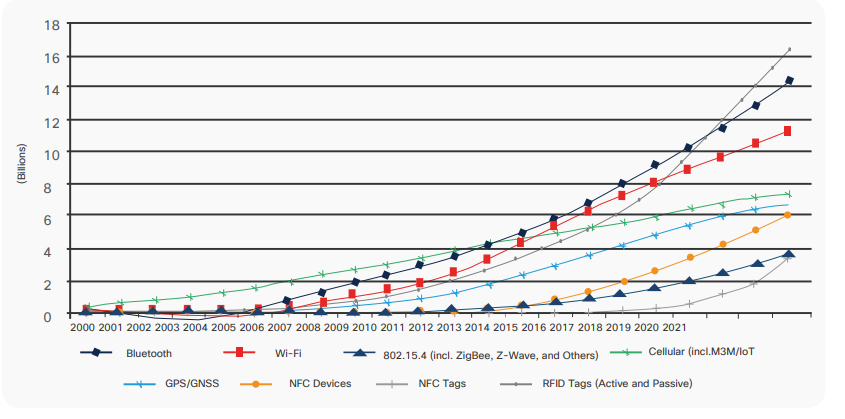 18
16
14
12
10
8
6
4
2
0
(Billions)
2000 2001 2002 2003 2004 2005 2006 2007 2008 2009 2010 2011 2012 2013 2014 2015 2016 2017 2018 2019 2020 2021
Bluetooth Wi-Fi 802.15.4 (incl. ZigBee, Z-Wave, and Others) Cellular (incl.M3M/IoT
GPS/GNSS NFC Devices NFC Tags RFID Tags (Active and Passive)